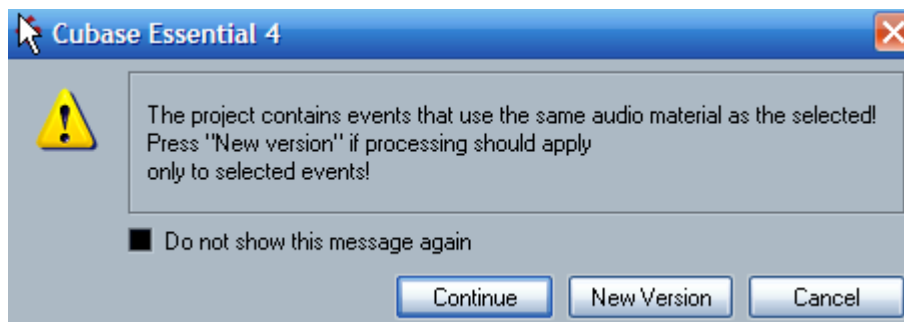 Cubase Essential 4
The project contains events that use the same audio material as the selected!
Press "New version" if processing should apply
only to selected events!
Do not show this message again
Continue New Version Cancel